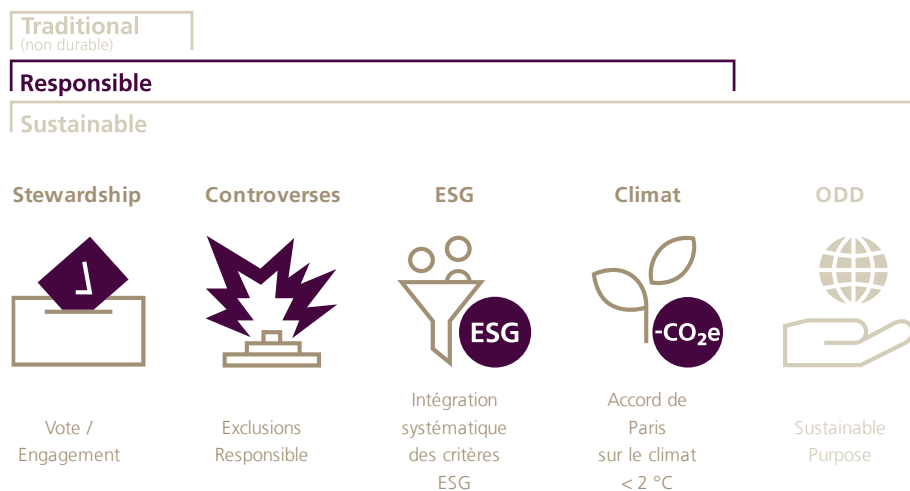 Traditional
(non durable)
Responsible
Sustainable
Stewardship
Controverses
ESG
Climat
ODD
ESG
-CO₂e
Vote /
Engagement
Exclusions
Responsible
Intégration
systématique
des critères
ESG
Accord de
Paris
sur le climat
< 2 °C
Sustainable
Purpose